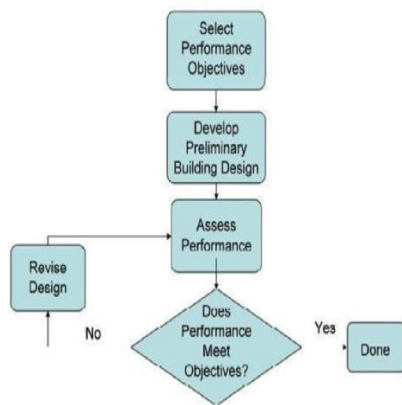 Select
Performance
Objectives
Develop
Preliminary
Building Design
Assess
Performance
Revise
Design
Does
Performance
Meet
Objectives?
No
Yes
Done